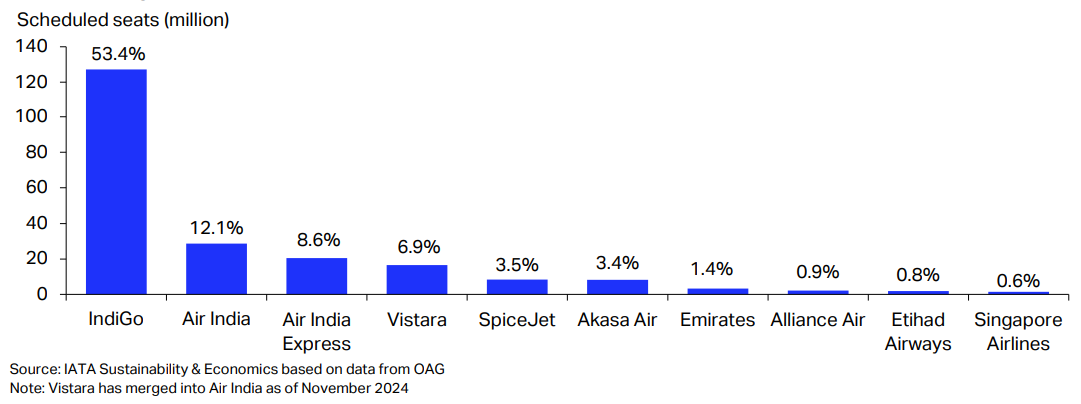 Scheduled seats (million)
140
120
100
80
60
40
20
0
53.4%
12.1%
8.6%
6.9%
3.5%
3.4%
1.4%
0.9%
0.8%
0.6%
IndiGo
Air India
Air India
Express
Vistara
SpiceJet
Akasa Air
Emirates
Alliance Air
Etihad
Airways
Singapore
Airlines
Source: IATA Sustainability & Economics based on data from OAG
Note: Vistara has merged into Air India as of November 2024